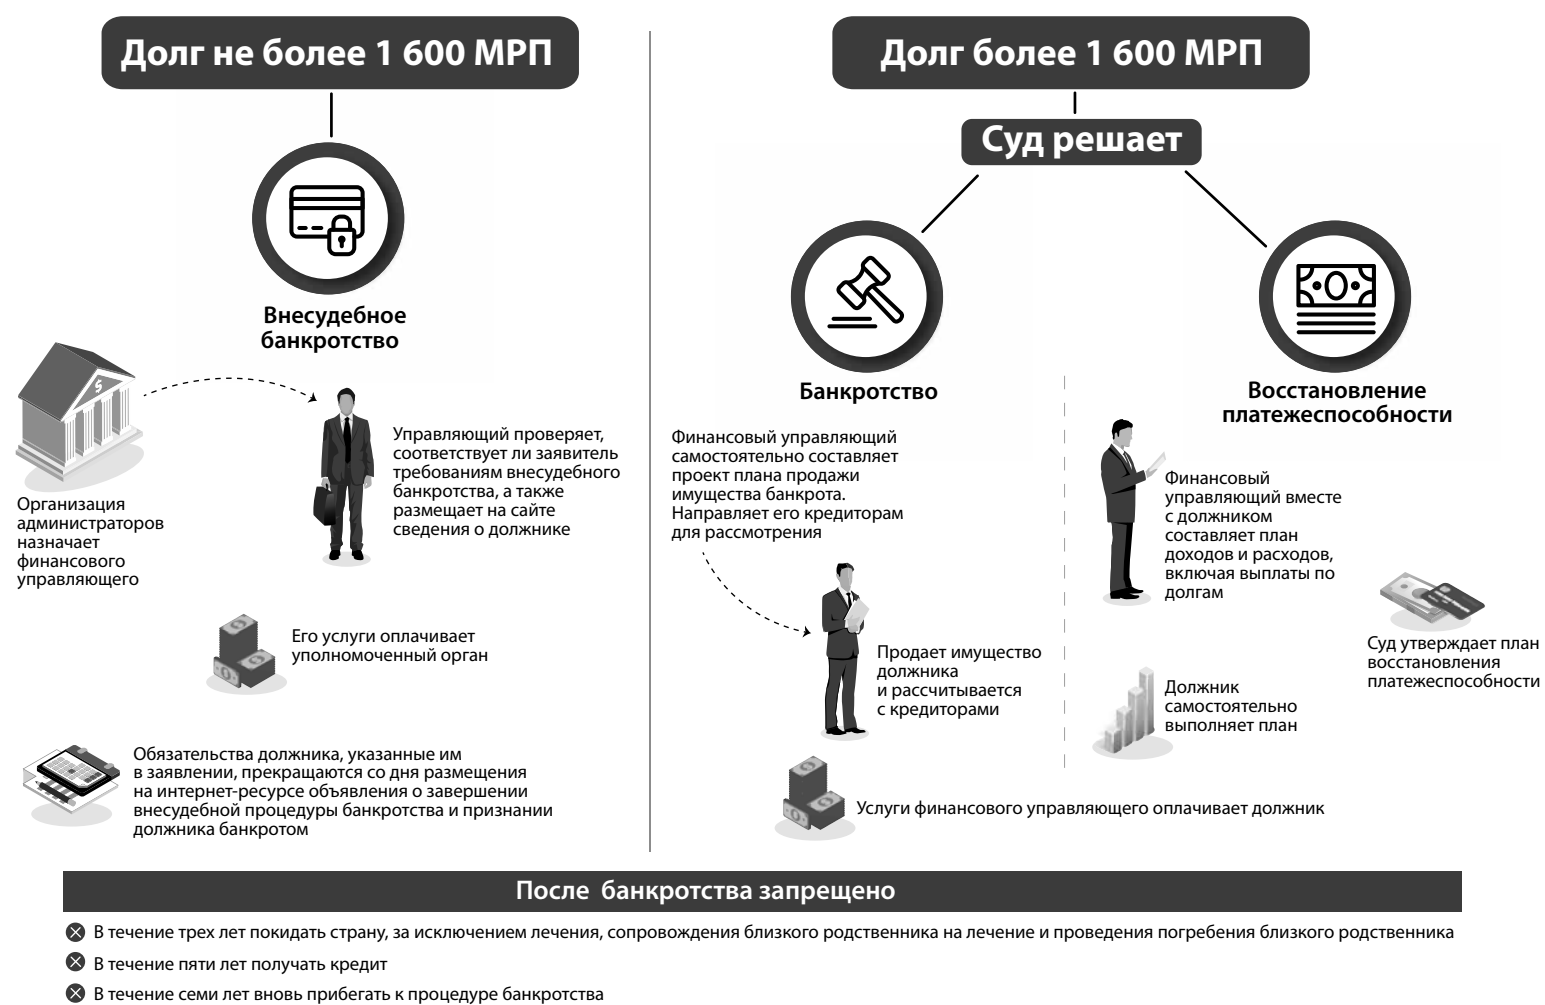 Долг не более 1 600 МРП
Внесудебное
банкротство
Организация
администраторов
назначает
финансового
управляющего
Управляющий проверяет,
соответствует ли заявитель
требованиям внесудебного
банкротства, а также
размещает на сайте
сведения о должнике
Его услуги оплачивает
уполномоченный орган
Обязательства должника, указанные им
в заявлении, прекращаются со дня размещения
на интернет-ресурсе объявления о завершении
внесудебной процедуры банкротства и признании
должника банкротом
Долг более 1 600 МРП
Суд решает
Банкротство
Финансовый управляющий
самостоятельно составляет
проект плана продажи
имущества банкрота.
Направляет его кредиторам
для рассмотрения
Продает имущество
должника
и рассчитывается
с кредиторами
Восстановление
платежеспособности
Финансовый
управляющий вместе
с должником
составляет план
доходов и расходов,
включая выплаты по
долгам
Суд утверждает план
восстановления
платежеспособности
Должник
самостоятельно
выполняет план
Услуги финансового управляющего оплачивает должник
После банкротства запрещено
В течение трех лет покидать страну, за исключением лечения, сопровождения близкого родственника на лечение и проведения погребения близкого родственника
В течение пяти лет получать кредит
В течение семи лет вновь прибегать к процедуре банкротства